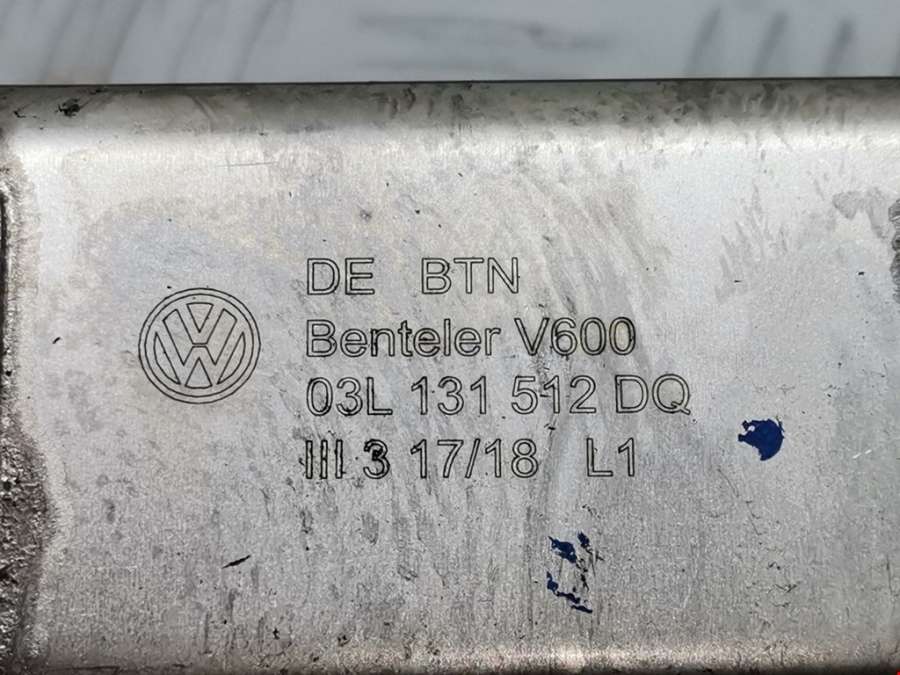 DE BTN
Benteler V600
03L 131 512 DQ
III 3 17/18 L1